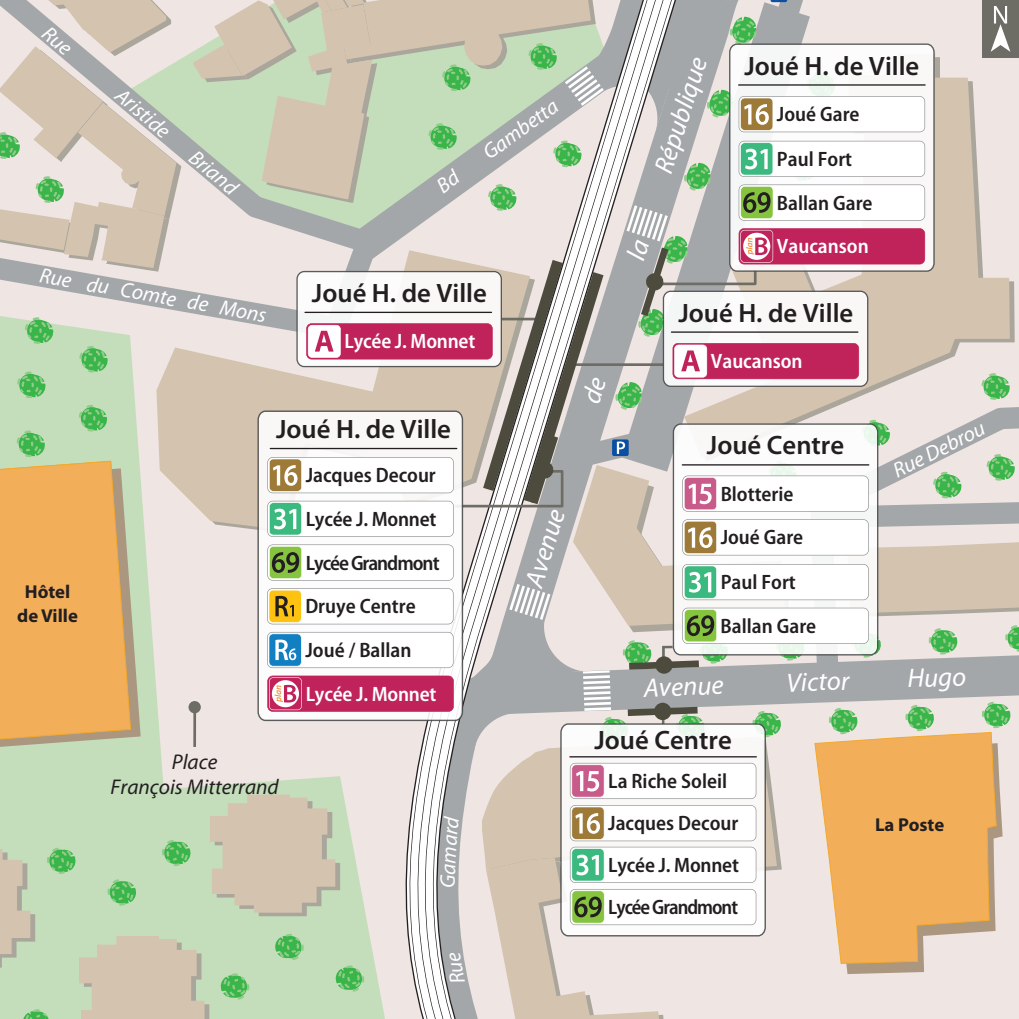 N
Rue Aristide Briand
Bd Gambetta
Avenue de la République
Rue du Comte de Mons
Joué H. de Ville
16 Joué Gare
31 Paul Fort
69 Ballan Gare
plan B Vaucanson
Joué H. de Ville
A Lycée J. Monnet
Joué H. de Ville
A Vaucanson
Joué H. de Ville
16 Jacques Decour
31 Lycée J. Monnet
69 Lycée Grandmont
R1 Druye Centre
R6 Joué / Ballan
plan B Lycée J. Monnet
P
Joué Centre
15 Blotterie
16 Joué Gare
31 Paul Fort
69 Ballan Gare
Rue Debrou
Hôtel
de Ville
Avenue Victor Hugo
Place
François Mitterrand
Joué Centre
15 La Riche Soleil
16 Jacques Decour
31 Lycée J. Monnet
69 Lycée Grandmont
La Poste
Rue Gamard